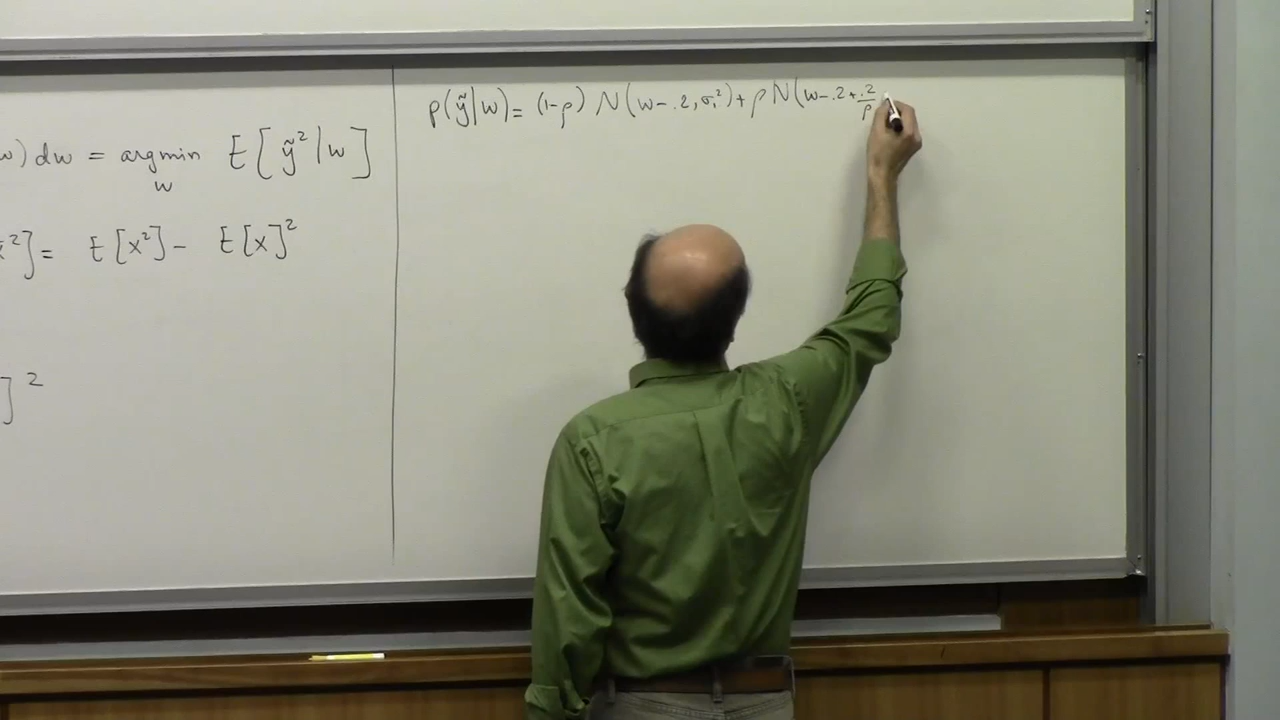 w) dw = argmin E[ỹ²|w]
w
x²] = E[x²] − E[x]²
]²
p(ỹ|w) = (1-ρ) N(w-.2, σ₁²) + ρ N(w-.2 + .2/ρ